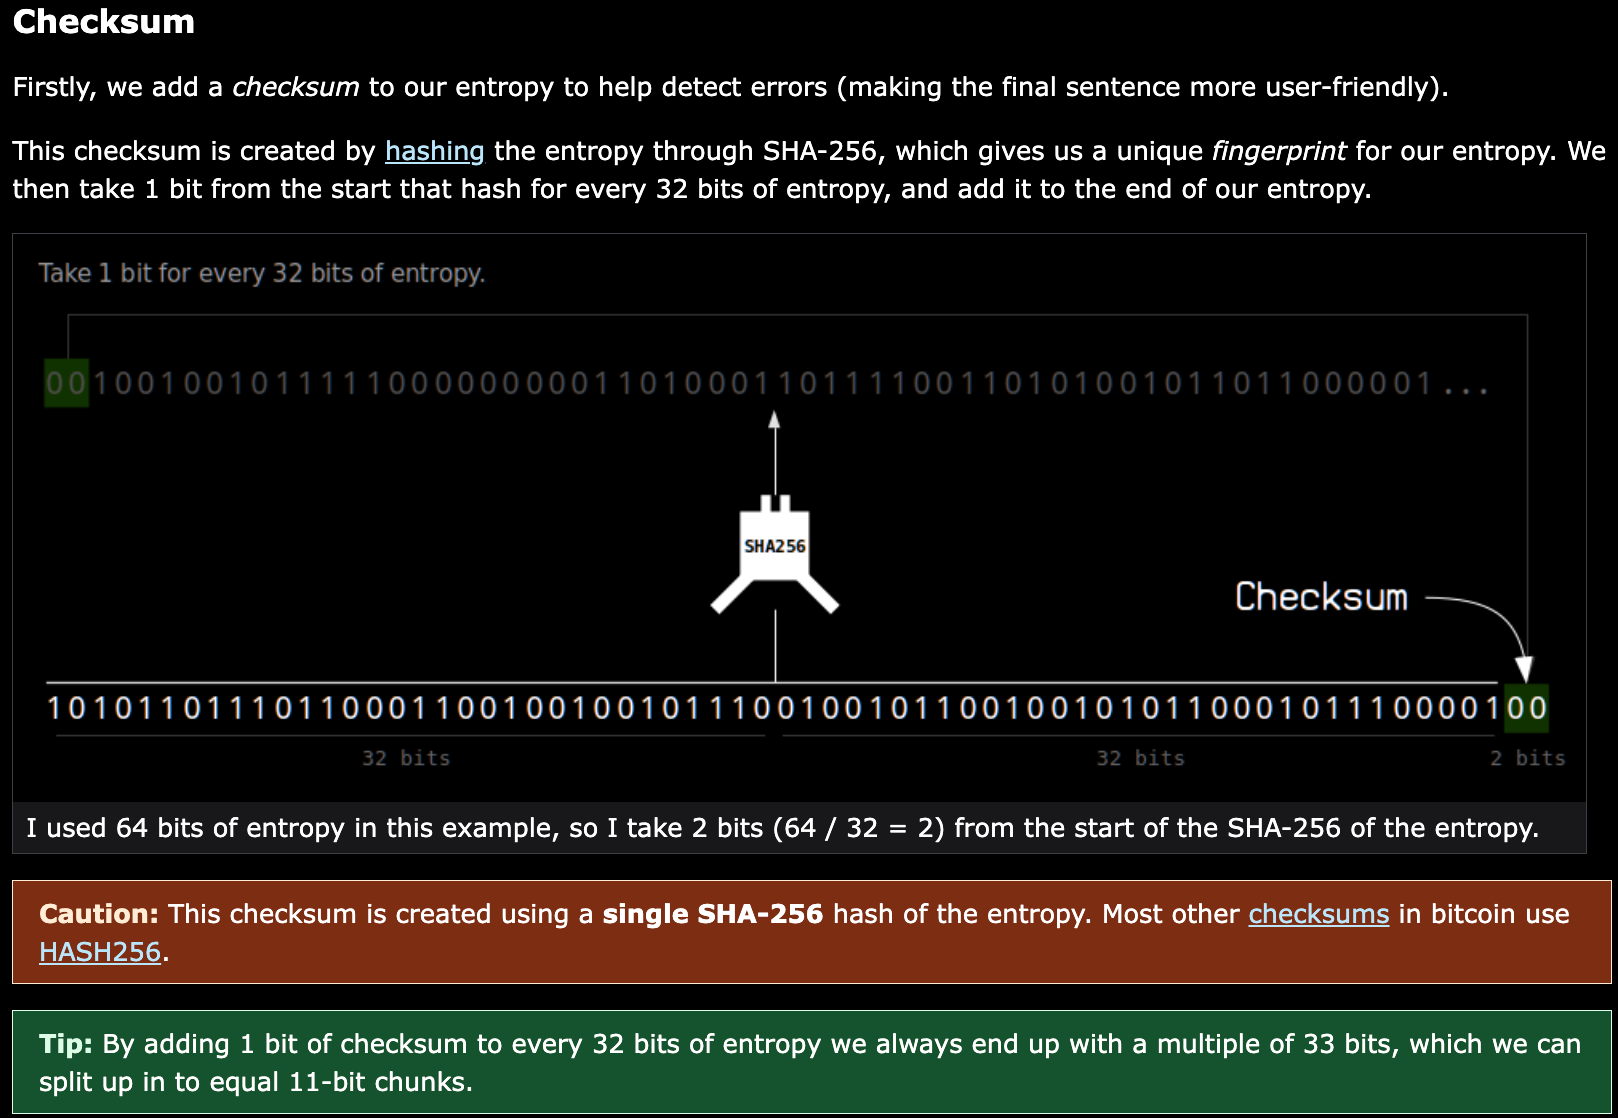 Checksum
Firstly, we add a checksum to our entropy to help detect errors (making the final sentence more user-friendly).
This checksum is created by hashing the entropy through SHA-256, which gives us a unique fingerprint for our entropy. We
then take 1 bit from the start that hash for every 32 bits of entropy, and add it to the end of our entropy.
Take 1 bit for every 32 bits of entropy.
0010010010111110000000001101000110111100110101001011011000001...
SHA256
Checksum
101011011101100011001001001011100100101100100101011000101110000100
32 bits 32 bits 2 bits
I used 64 bits of entropy in this example, so I take 2 bits (64 / 32 = 2) from the start of the SHA-256 of the entropy.
Caution: This checksum is created using a single SHA-256 hash of the entropy. Most other checksums in bitcoin use
HASH256.
Tip: By adding 1 bit of checksum to every 32 bits of entropy we always end up with a multiple of 33 bits, which we can
split up in to equal 11-bit chunks.